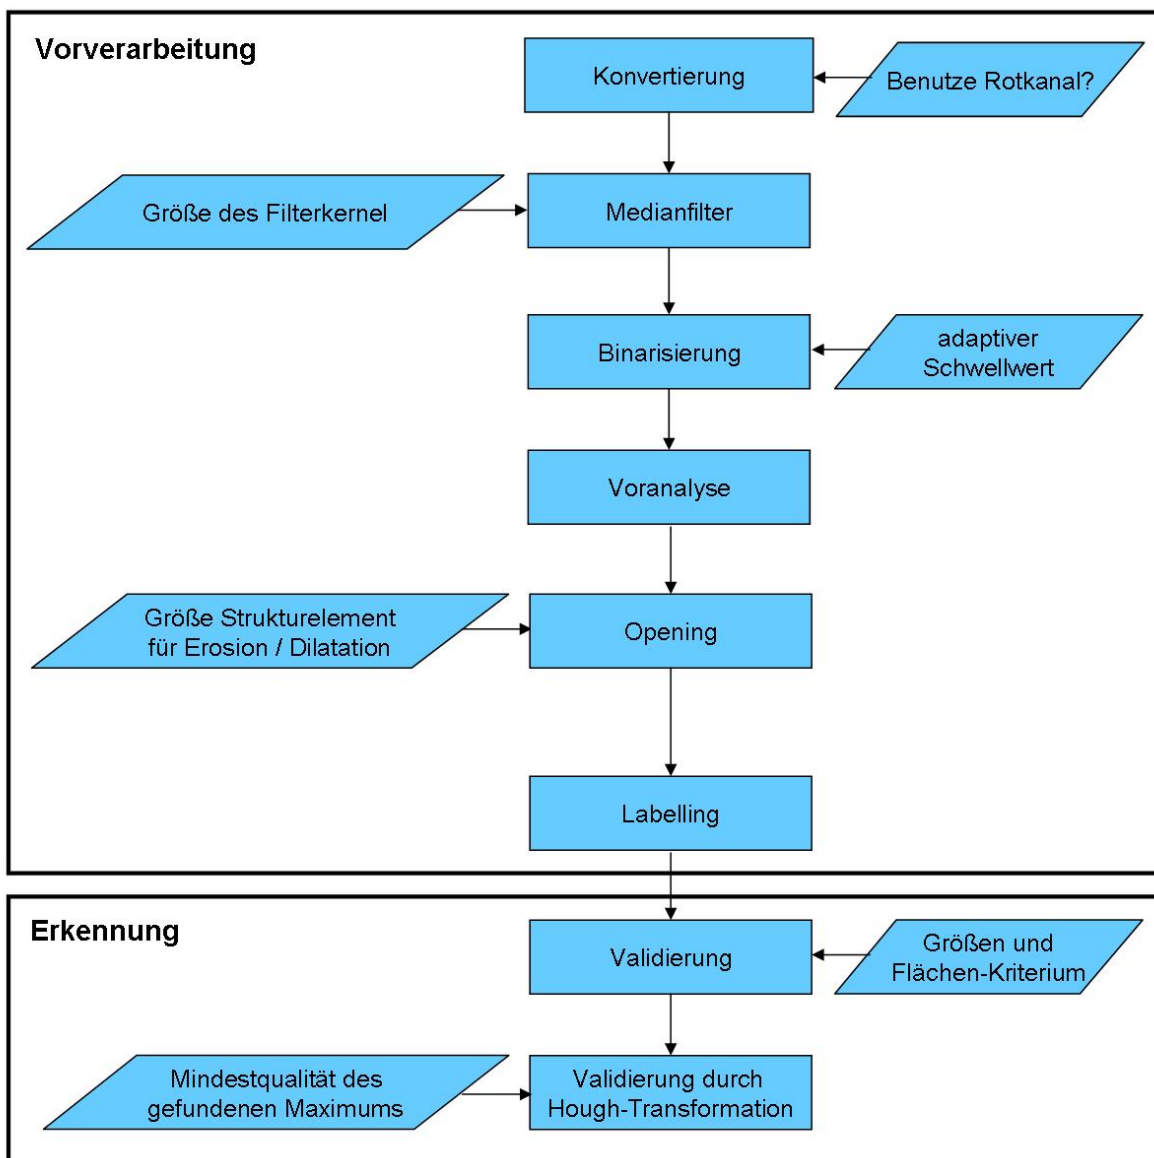 Vorverarbeitung
Konvertierung
Benutze Rotkanal?
Größe des Filterkernel
Medianfilter
Binarisierung
adaptiver
Schwellwert
Voranalyse
Größe Strukturelement
für Erosion / Dilatation
Opening
Labelling
Erkennung
Validierung
Größen und
Flächen-Kriterium
Mindestqualität des
gefundenen Maximums
Validierung durch
Hough-Transformation